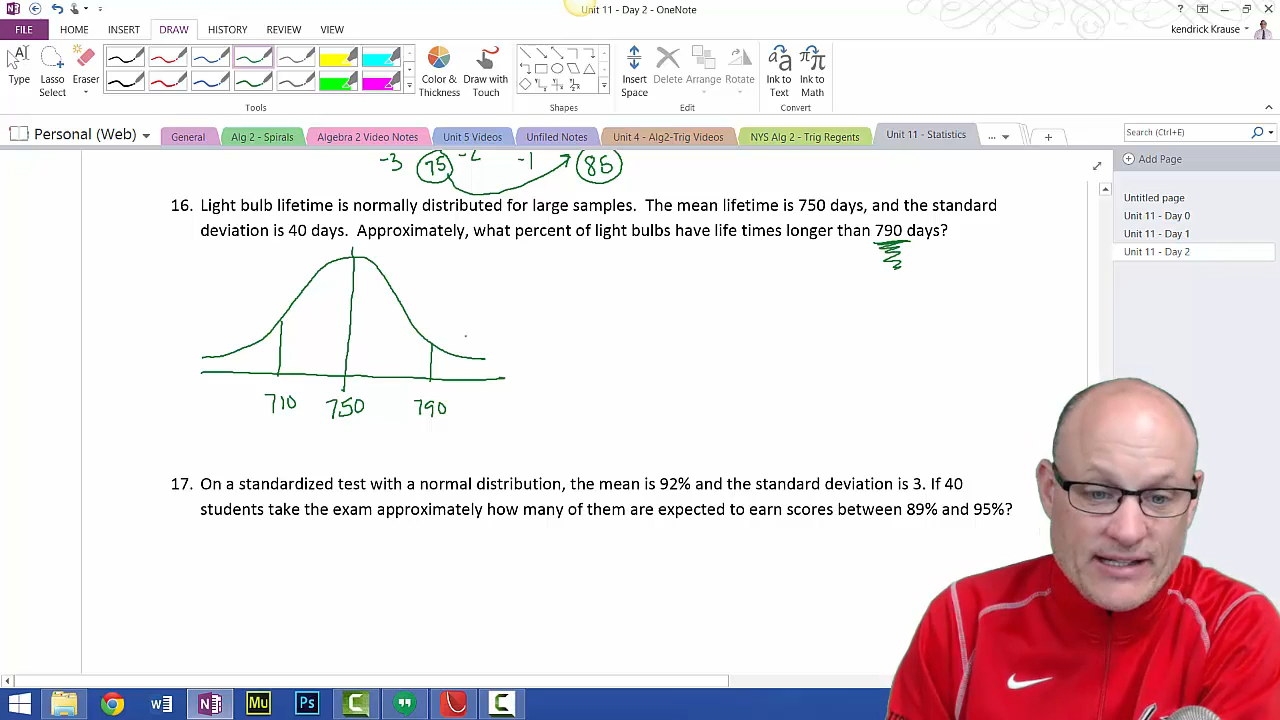 Unit 11 - Day 2 - OneNote
FILE HOME INSERT DRAW HISTORY REVIEW VIEW
kendrick Krause
Type
Lasso Select
Eraser
Color & Thickness
Draw with Touch
Insert Space
Delete
Arrange
Rotate
Ink to Text
Ink to Math
Tools
Shapes
Edit
Convert
Personal (Web) General Alg 2 - Spirals Algebra 2 Video Notes Unit 5 Videos Unfiled Notes Unit 4 - Alg2-Trig Videos NYS Alg 2 - Trig Regents Unit 11 - Statistics ... + Search (Ctrl+E)
Add Page
Untitled page
Unit 11 - Day 0
Unit 11 - Day 1
Unit 11 - Day 2
-3 75 -2 -1 85
16. Light bulb lifetime is normally distributed for large samples. The mean lifetime is 750 days, and the standard
deviation is 40 days. Approximately, what percent of light bulbs have life times longer than 790 days?
710 750 790
17. On a standardized test with a normal distribution, the mean is 92% and the standard deviation is 3. If 40
students take the exam approximately how many of them are expected to earn scores between 89% and 95%?
Mu Ps